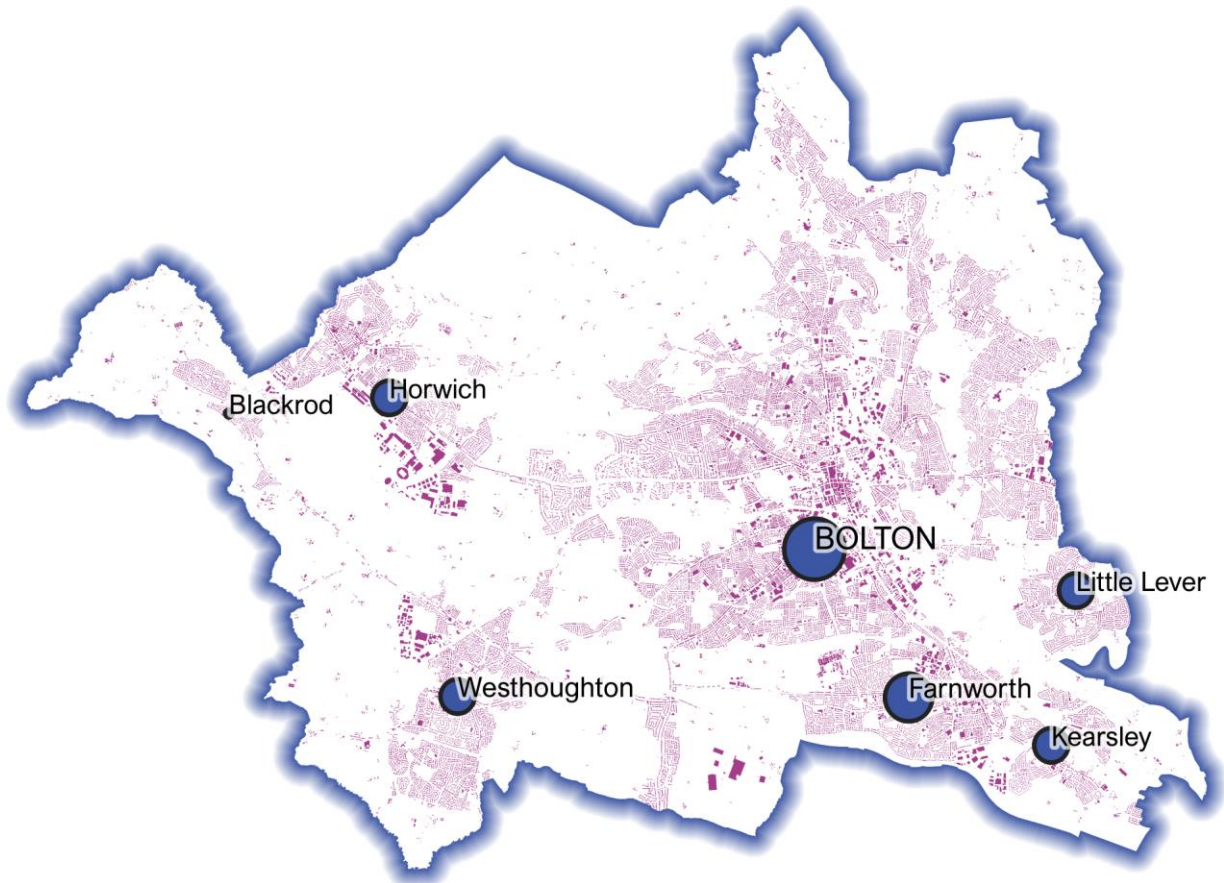 Horwich
Blackrod
BOLTON
Little Lever
Westhoughton
Farnworth
Kearsley